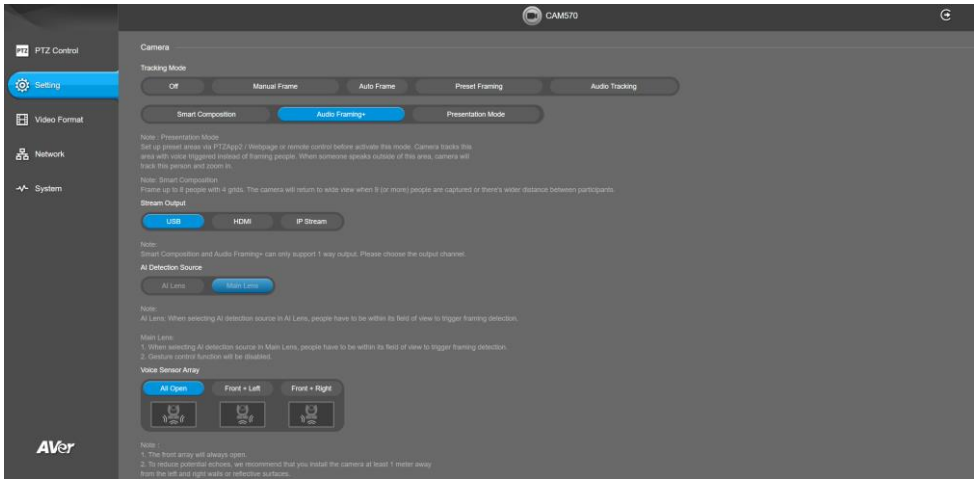 CAM570
PTZ PTZ Control
Setting
Video Format
Network
System
AVer
Camera
Tracking Mode
Off Manual Frame Auto Frame Preset Framing Audio Tracking
Smart Composition Audio Framing+ Presentation Mode
Note : Presentation Mode
Set up preset areas via PTZApp2 / Webpage or remote control before activate this mode. Camera tracks this
area with voice triggered instead of framing people. When someone speaks outside of this area, camera will
track this person and zoom in.
Note: Smart Composition
Frame up to 8 people with 4 grids. The camera will return to wide view when 9 (or more) people are captured or there's wider distance between participants.
Stream Output
USB HDMI IP Stream
Note:
Smart Composition and Audio Framing+ can only support 1 way output. Please choose the output channel.
AI Detection Source
AI Lens Main Lens
Note:
AI Lens: When selecting AI detection source in AI Lens, people have to be within its field of view to trigger framing detection.
Main Lens:
1. When selecting AI detection source in Main Lens, people have to be within its field of view to trigger framing detection.
2. Gesture control function will be disabled.
Voice Sensor Array
All Open Front + Left Front + Right
Note :
1. The front array will always open.
2. To reduce potential echoes, we recommend that you install the camera at least 1 meter away
from the left and right walls or reflective surfaces.